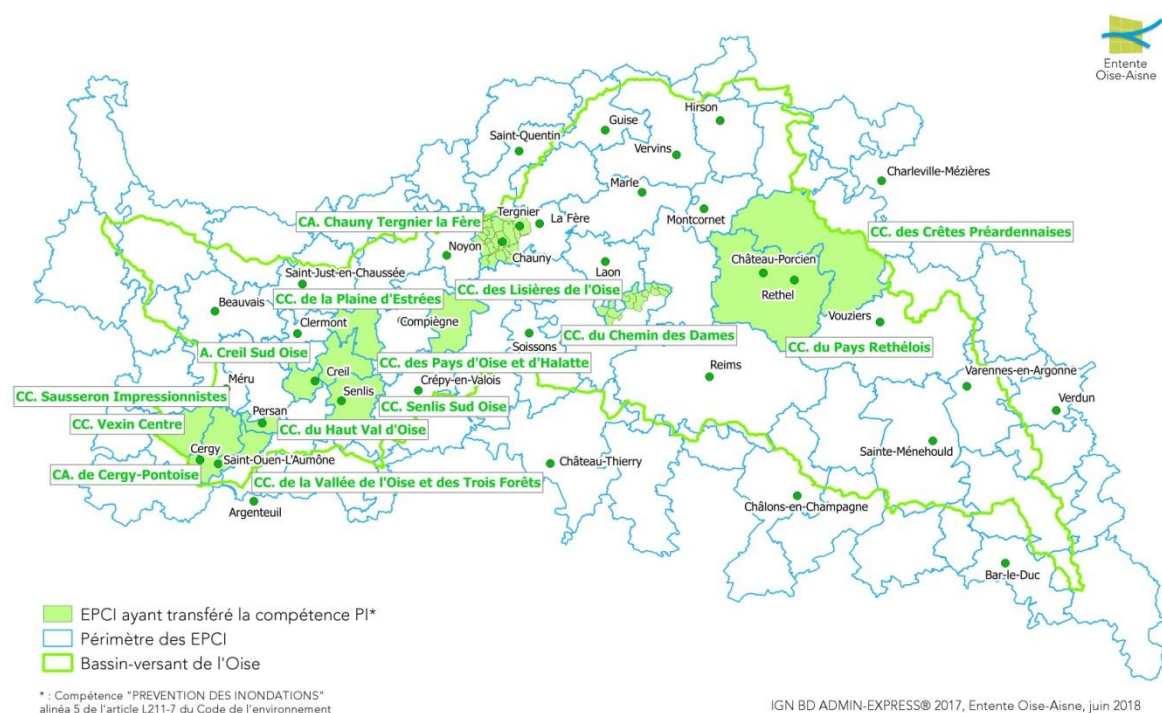 Entente
Oise-Aisne
Hirson
Guise
Saint-Quentin
Vervins
Charleville-Mézières
Marle
Montcornet
CA. Chauny Tergnier la Fère
Tergnier
La Fère
CC. des Crêtes Préardennaises
Noyon
Chauny
Laon
Château-Porcien
Rethel
Saint-Just-en-Chaussée
CC. des Lisières de l'Oise
Beauvais
CC. de la Plaine d'Estrées
Compiègne
Vouziers
Clermont
Soissons
CC. du Chemin des Dames
CC. du Pays Rethélois
A. Creil Sud Oise
CC. des Pays d'Oise et d'Halatte
Reims
Creil
Méru
Senlis
Crépy-en-Valois
Varennes-en-Argonne
CC. Sausseron Impressionnistes
CC. Senlis Sud Oise
Verdun
Persan
CC. Vexin Centre
CC. du Haut Val d'Oise
Cergy
Sainte-Ménehould
Saint-Ouen-L'Aumône
Château-Thierry
CA. de Cergy-Pontoise
CC. de la Vallée de l'Oise et des Trois Forêts
Argenteuil
Châlons-en-Champagne
Bar-le-Duc
EPCI ayant transféré la compétence PI*
Périmètre des EPCI
Bassin-versant de l'Oise
* : Compétence "PREVENTION DES INONDATIONS"
alinéa 5 de l'article L211-7 du Code de l'environnement
IGN BD ADMIN-EXPRESS® 2017, Entente Oise-Aisne, juin 2018